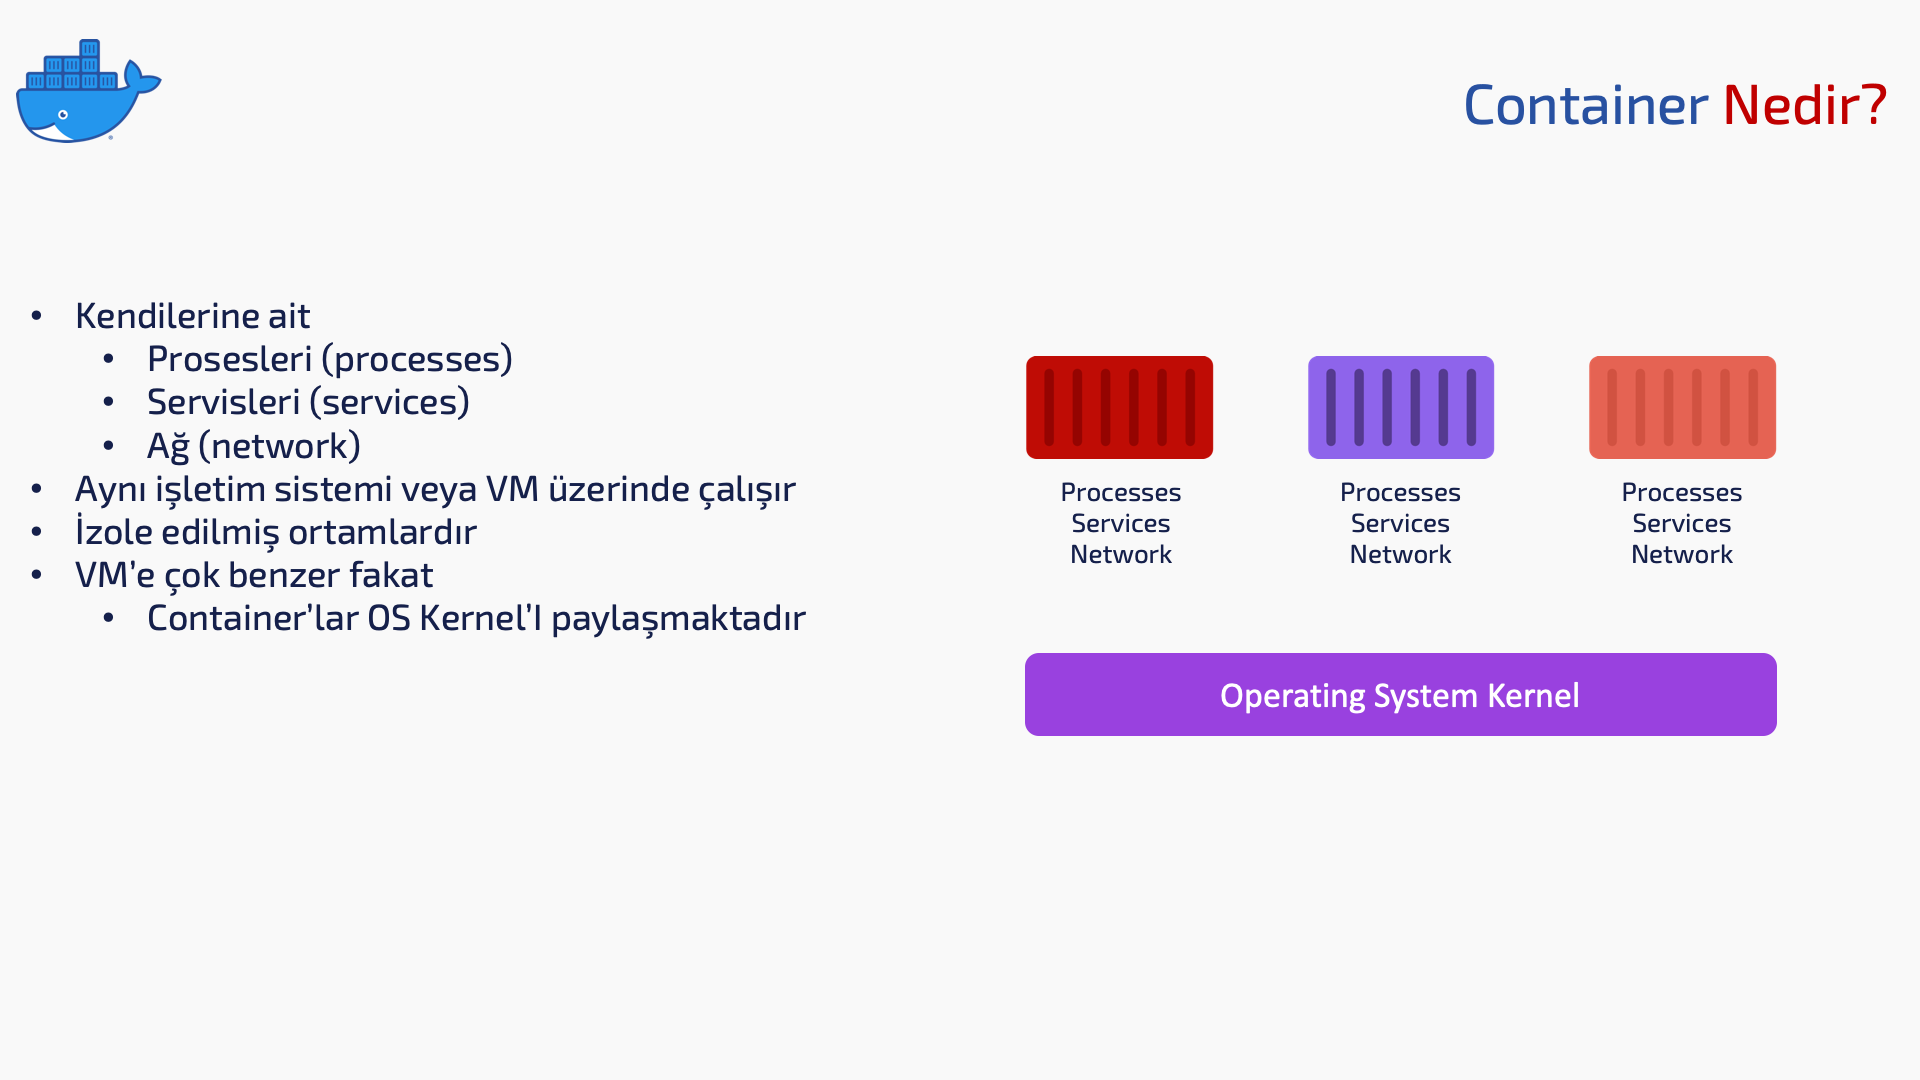 Container Nedir?
• Kendilerine ait
• Prosesleri (processes)
• Servisleri (services)
• Ağ (network)
• Aynı işletim sistemi veya VM üzerinde çalışır
• İzole edilmiş ortamlardır
• VM’e çok benzer fakat
• Container’lar OS Kernel’I paylaşmaktadır
Processes
Services
Network
Processes
Services
Network
Processes
Services
Network
Operating System Kernel